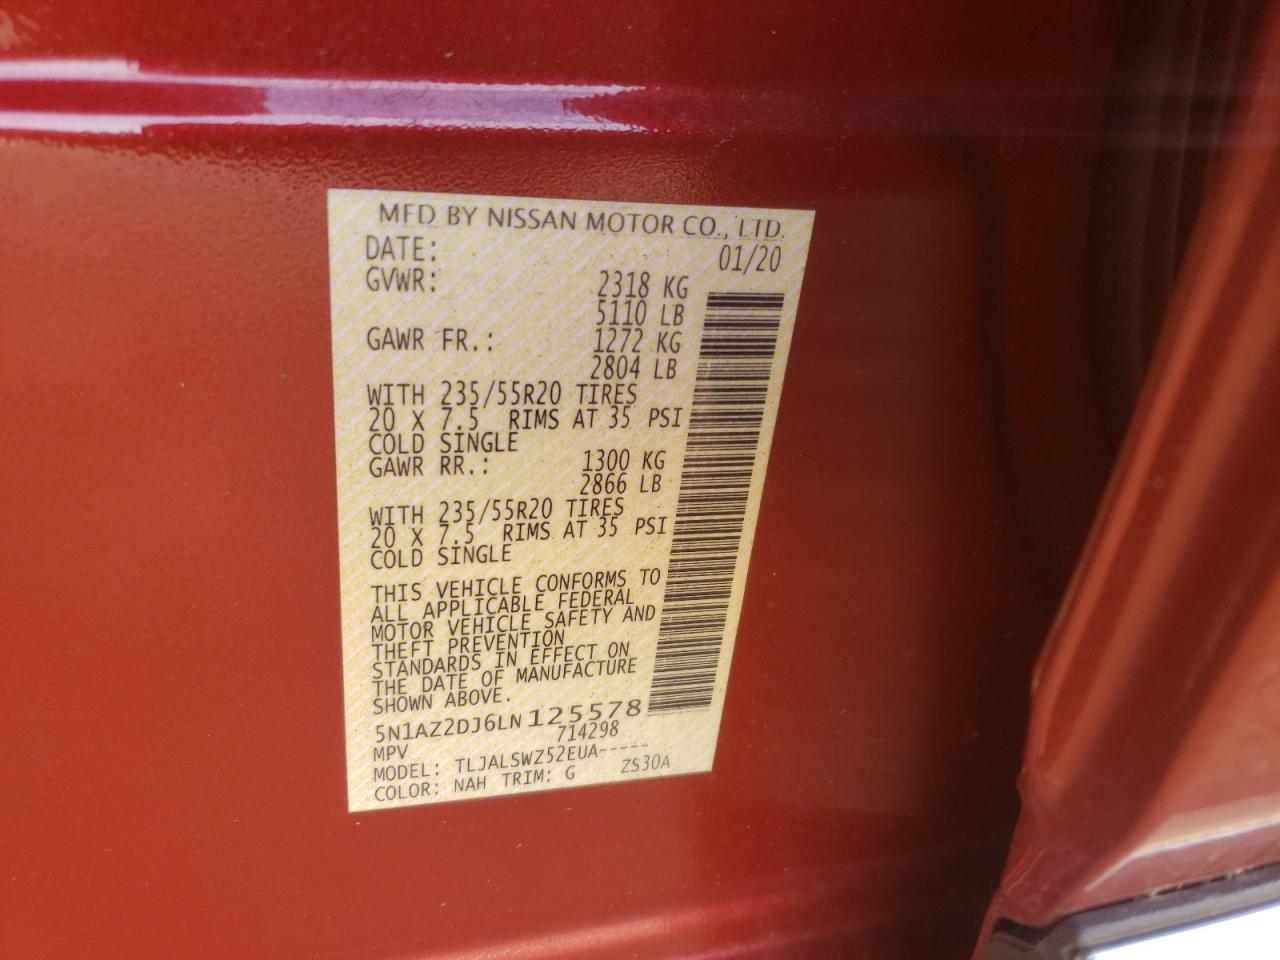 MFD BY NISSAN MOTOR CO., LTD.
DATE: 01/20
GVWR: 2318 KG
5110 LB
GAWR FR.: 1272 KG
2804 LB
WITH 235/55R20 TIRES
20 X 7.5 RIMS AT 35 PSI
COLD SINGLE
GAWR RR.: 1300 KG
2866 LB
WITH 235/55R20 TIRES
20 X 7.5 RIMS AT 35 PSI
COLD SINGLE
THIS VEHICLE CONFORMS TO
ALL APPLICABLE FEDERAL
MOTOR VEHICLE SAFETY AND
THEFT PREVENTION
STANDARDS IN EFFECT ON
THE DATE OF MANUFACTURE
SHOWN ABOVE.
5N1AZ2DJ6LN125578
MPV 714298
MODEL: TLJALSWZ52EUA-----
COLOR: NAH TRIM: G ZS30A